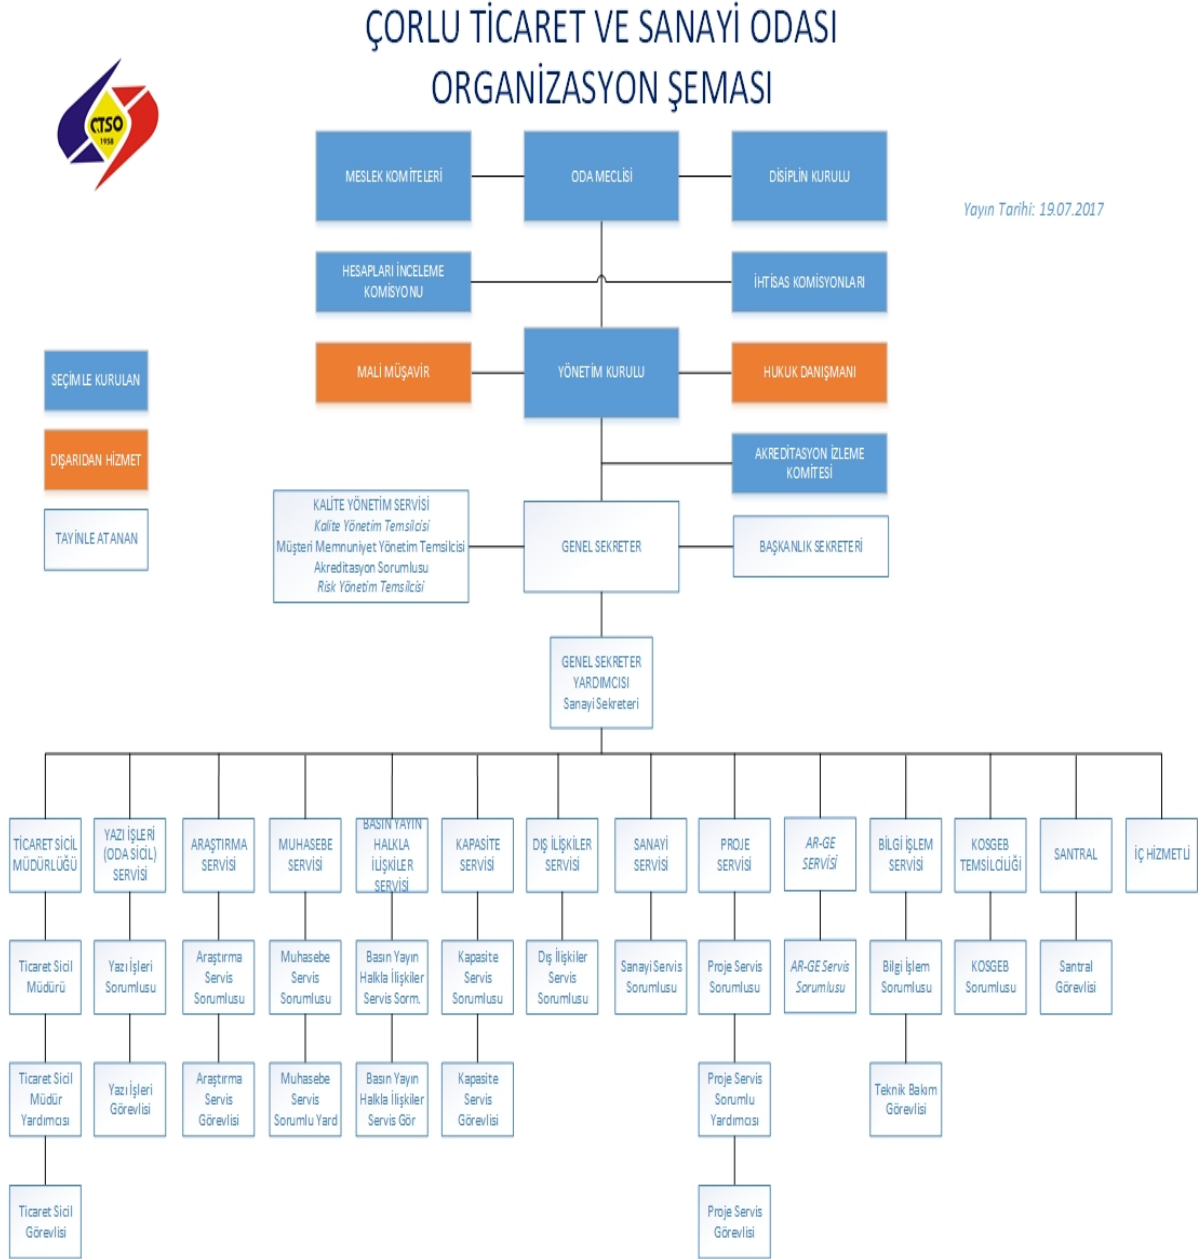 ÇORLU TİCARET VE SANAYİ ODASI
ORGANİZASYON ŞEMASI
ÇTSO
1958
MESLEK KOMİTELERİ
ODA MECLİSİ
DİSİPLİN KURULU
Yayın Tarihi: 19.07.2017
HESAPLARI İNCELEME
KOMİSYONU
İHTİSAS KOMİSYONLARI
SEÇİMLE KURULAN
MALİ MÜŞAVİR
YÖNETİM KURULU
HUKUK DANIŞMANI
DIŞARIDAN HİZMET
AKREDİTASYON İZLEME
KOMİTESİ
TAYİNLE ATANAN
KALİTE YÖNETİM SERVİSİ
Kalite Yönetim Temsilcisi
Müşteri Memnuniyet Yönetim Temsilcisi
Akreditasyon Sorumlusu
Risk Yönetim Temsilcisi
GENEL SEKRETER
BAŞKANLIK SEKRETERİ
GENEL SEKRETER
YARDIMCISI
Sanayi Sekreteri
TİCARET SİCİL
MÜDÜRLÜĞÜ
YAZI İŞLERİ
(ODA SİCİL)
SERVİSİ
ARAŞTIRMA
SERVİSİ
MUHASEBE
SERVİSİ
BASIN YAYIN
HALKLA
İLİŞKİLER
SERVİSİ
KAPASİTE
SERVİSİ
DIŞ İLİŞKİLER
SERVİSİ
SANAYİ
SERVİSİ
PROJE
SERVİSİ
AR-GE
SERVİSİ
BİLGİ İŞLEM
SERVİSİ
KOSGEB
TEMSİLCİLİĞİ
SANTRAL
İÇ HİZMETLİ
Ticaret Sicil
Müdürü
Yazı İşleri
Sorumlusu
Araştırma
Servis
Sorumlusu
Muhasebe
Servis
Sorumlusu
Basın Yayın
Halkla İlişkiler
Servis Sorm.
Kapasite
Servis
Sorumlusu
Dış İlişkiler
Servis
Sorumlusu
Sanayi Servis
Sorumlusu
Proje Servis
Sorumlusu
AR-GE Servis
Sorumlusu
Bilgi İşlem
Sorumlusu
KOSGEB
Sorumlusu
Santral
Görevlisi
Ticaret Sicil
Müdür
Yardımcısı
Yazı İşleri
Görevlisi
Araştırma
Servis
Görevlisi
Muhasebe
Servis
Sorumlu Yard
Basın Yayın
Halkla İlişkiler
Servis Gör
Kapasite
Servis
Görevlisi
Proje Servis
Sorumlu
Yardımcısı
Teknik Bakım
Görevlisi
Ticaret Sicil
Görevlisi
Proje Servis
Görevlisi